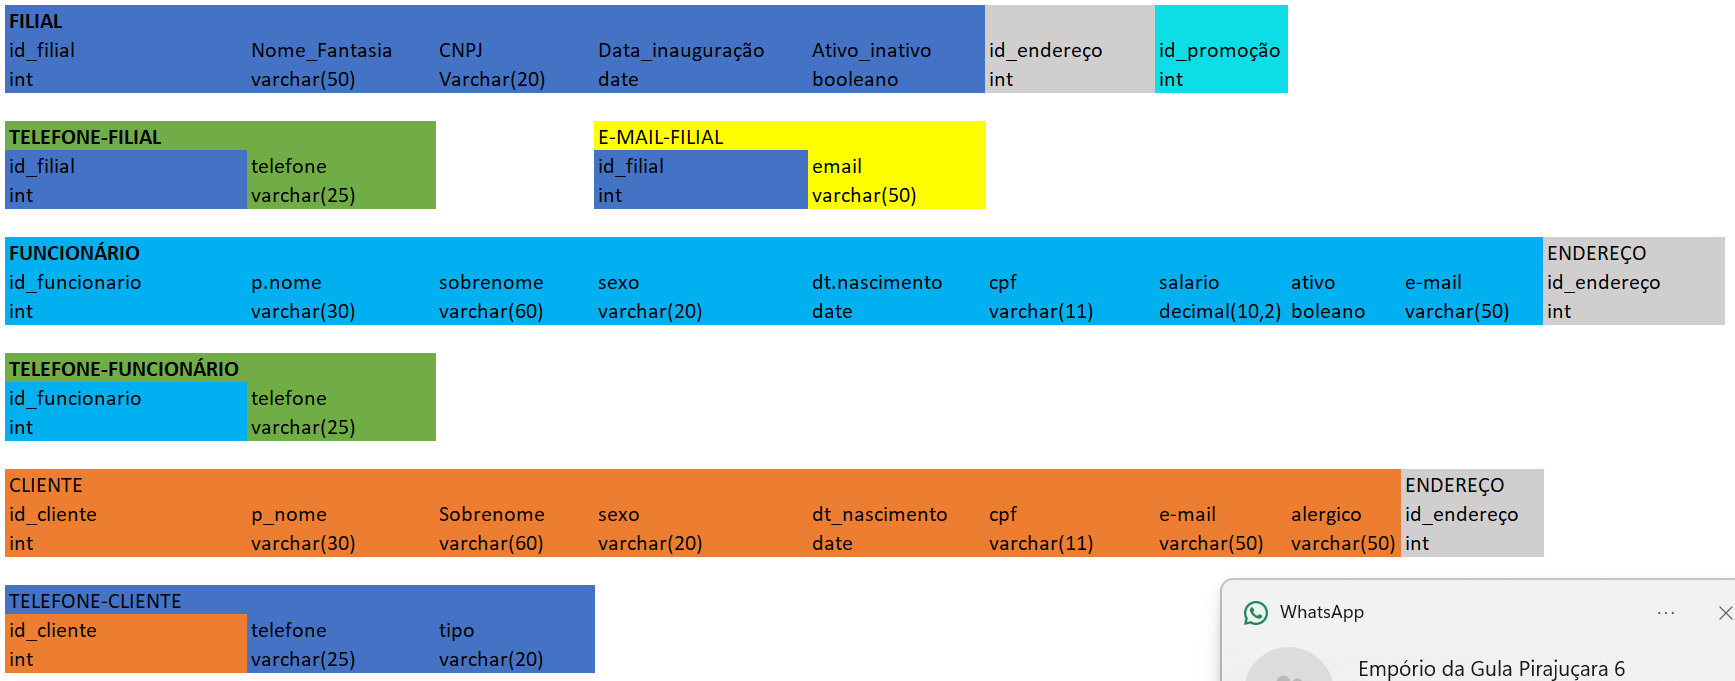 FILIAL
id_filial Nome_Fantasia CNPJ Data_inauguração Ativo_inativo id_endereço id_promoção
int varchar(50) Varchar(20) date booleano int int
TELEFONE-FILIAL E-MAIL-FILIAL
id_filial telefone id_filial email
int varchar(25) int varchar(50)
FUNCIONÁRIO ENDEREÇO
id_funcionario p.nome sobrenome sexo dt.nascimento cpf salario ativo e-mail id_endereço
int varchar(30) varchar(60) varchar(20) date varchar(11) decimal(10,2) boleano varchar(50) int
TELEFONE-FUNCIONÁRIO
id_funcionario telefone
int varchar(25)
CLIENTE ENDEREÇO
id_cliente p_nome Sobrenome sexo dt_nascimento cpf e-mail alergico id_endereço
int varchar(30) varchar(60) varchar(20) date varchar(11) varchar(50) varchar(50) int
TELEFONE-CLIENTE
id_cliente telefone tipo
int varchar(25) varchar(20)
WhatsApp
Empório da Gula Pirajuçara 6